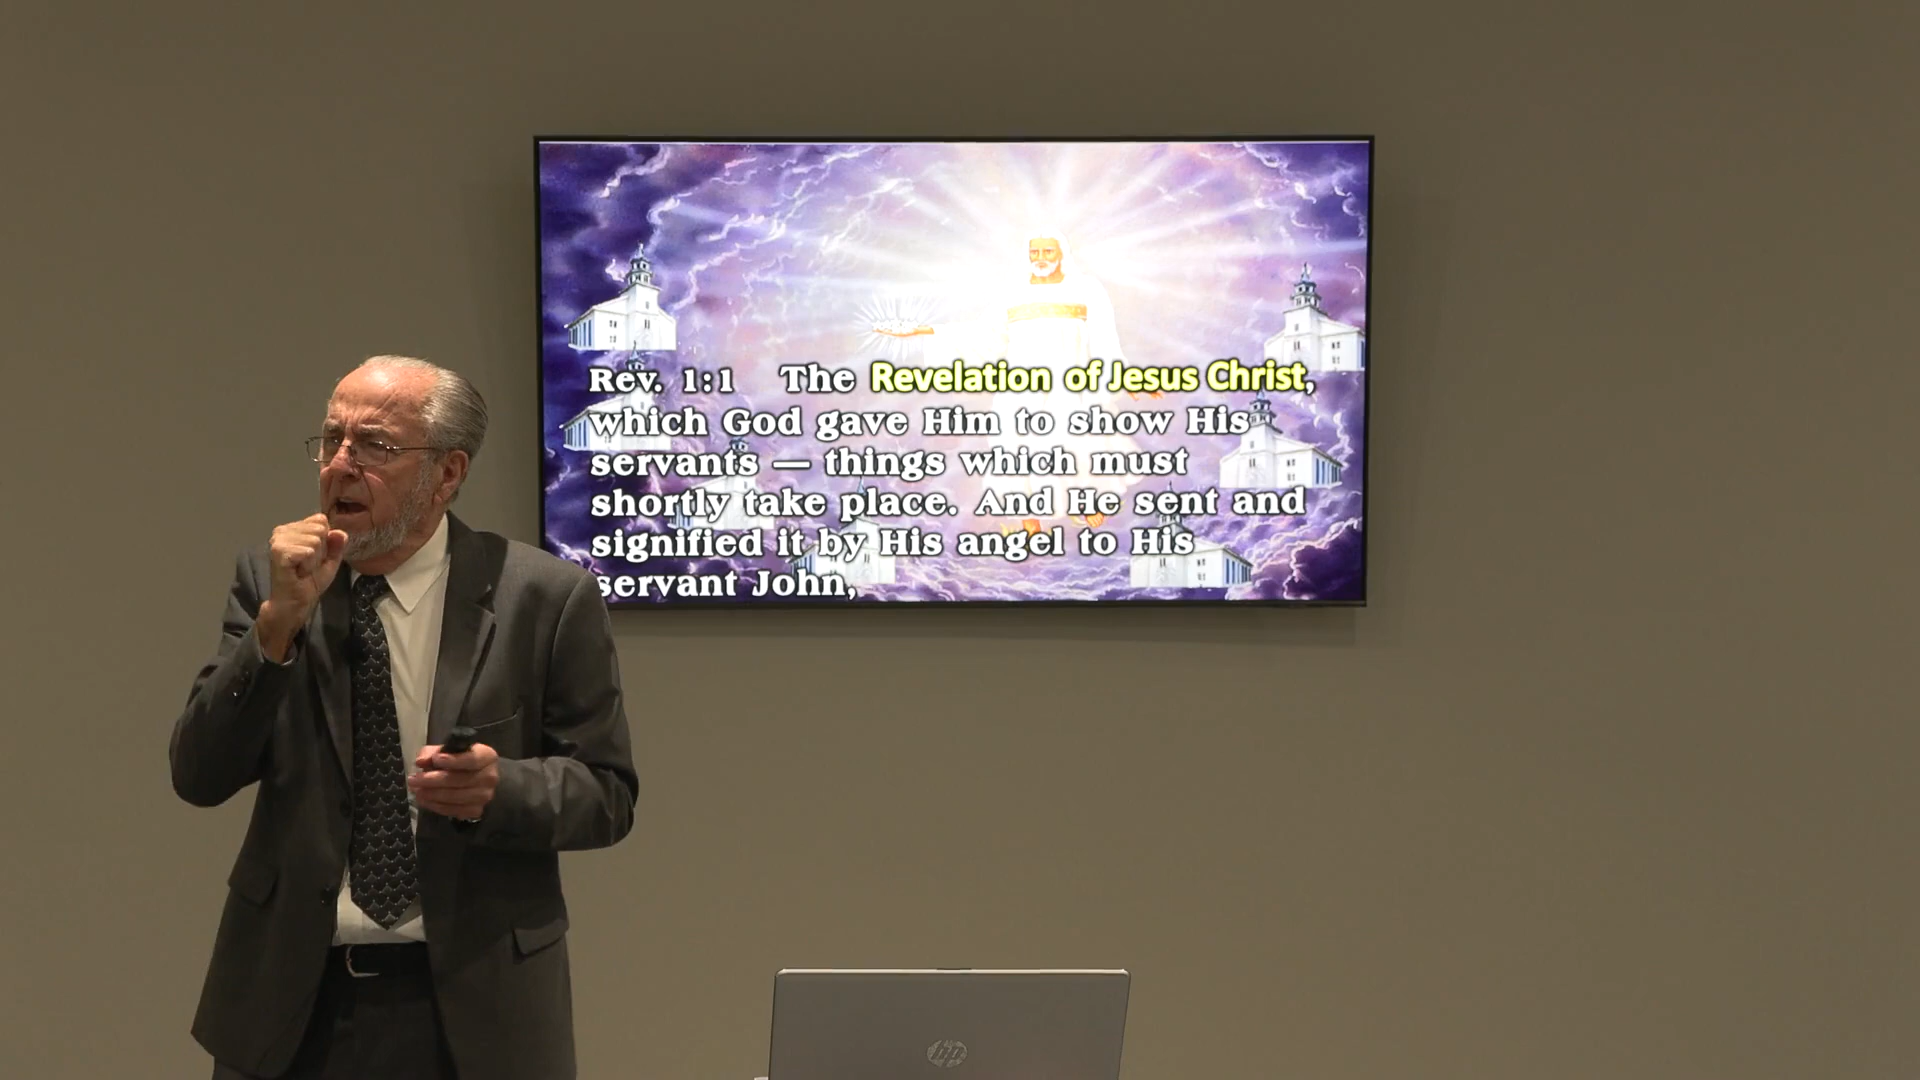 Rev. 1:1 The Revelation of Jesus Christ,
which God gave Him to show His
servants — things which must
shortly take place. And He sent and
signified it by His angel to His
servant John,
hp